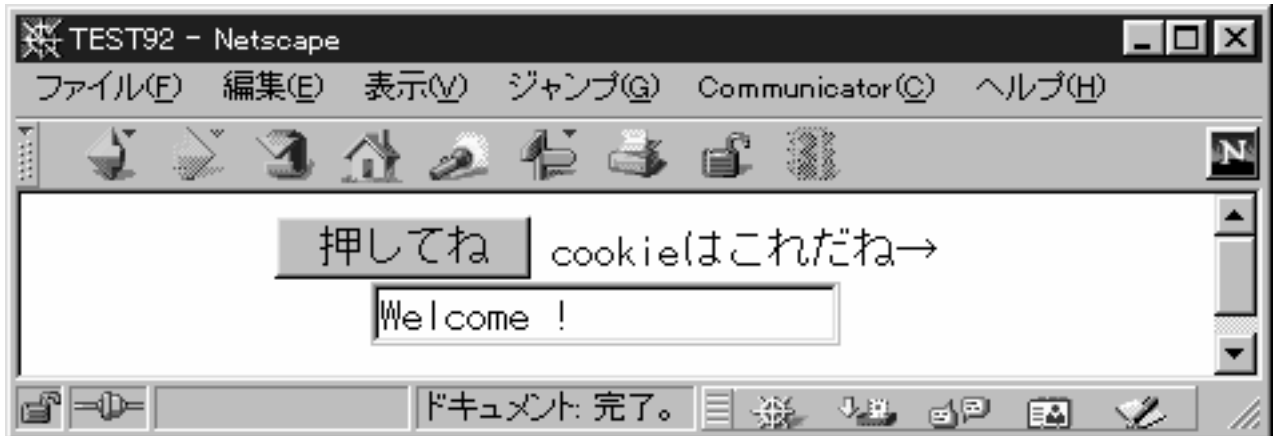 TEST92 - Netscape
ファイル(F) 編集(E) 表示(V) ジャンプ(G) Communicator(C) ヘルプ(H)
N
押してね cookieはこれだね→
Welcome !
ドキュメント: 完了。